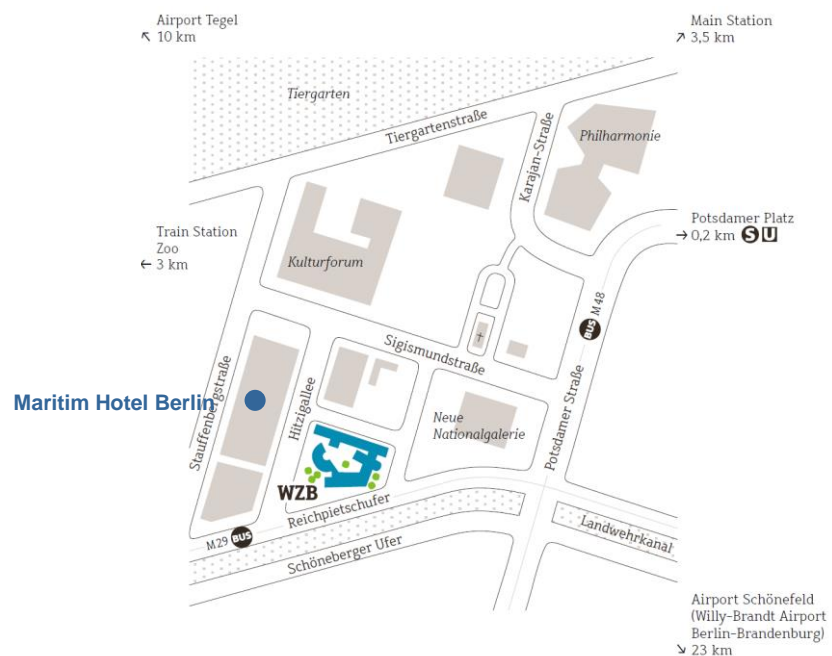 Airport Tegel
↖ 10 km
Main Station
↗ 3,5 km
Tiergarten
Tiergartenstraße
Karajan-Straße
Philharmonie
Train Station
Zoo
← 3 km
Potsdamer Platz
→ 0,2 km S U
Kulturforum
BUS M 48
Sigismundstraße
Stauffenbergstraße
Maritim Hotel Berlin
Hitzigallee
Neue
Nationalgalerie
Potsdamer Straße
WZB
Reichpietschufer
M29 BUS
Schöneberger Ufer
Landwehrkanal
Airport Schönefeld
(Willy-Brandt Airport
Berlin-Brandenburg)
↘ 23 km